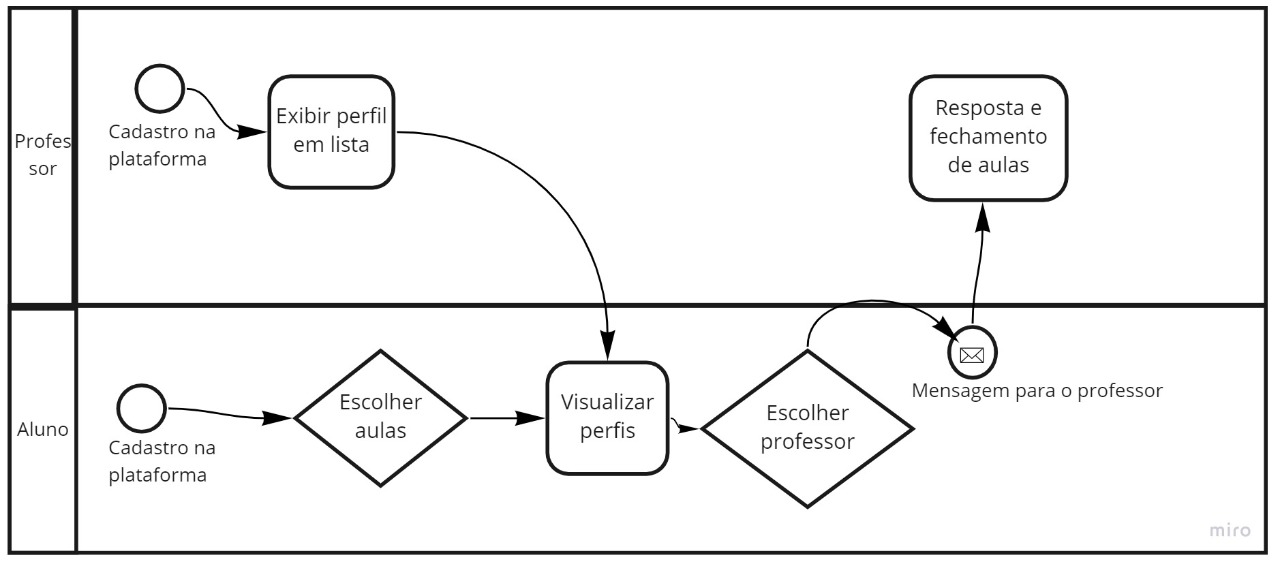 Profes
sor
Cadastro na
plataforma
Exibir perfil
em lista
Resposta e
fechamento
de aulas
Aluno
Cadastro na
plataforma
Escolher
aulas
Visualizar
perfis
Escolher
professor
Mensagem para o professor
miro